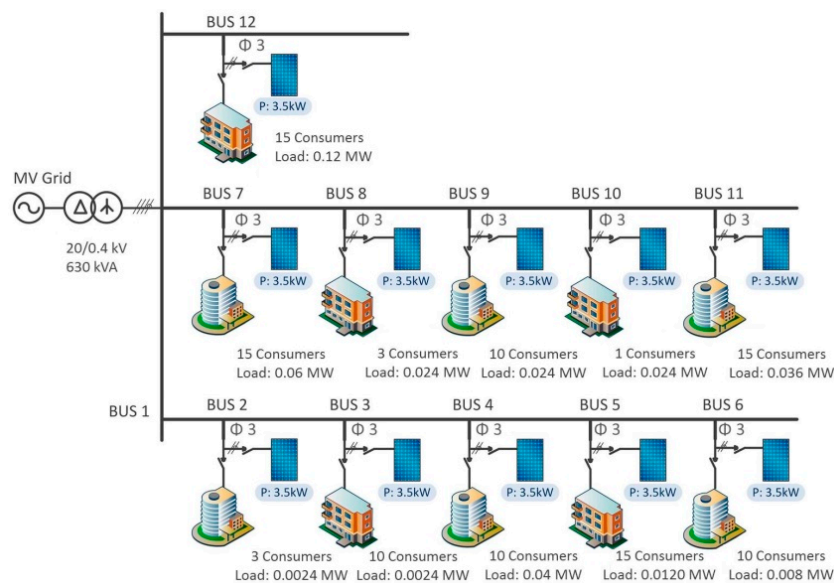 BUS 12
Φ 3
P: 3.5kW
15 Consumers
Load: 0.12 MW
MV Grid
20/0.4 kV
630 kVA
BUS 7 BUS 8 BUS 9 BUS 10 BUS 11
Φ 3 Φ 3 Φ 3 Φ 3 Φ 3
P: 3.5kW P: 3.5kW P: 3.5kW P: 3.5kW P: 3.5kW
15 Consumers 3 Consumers 10 Consumers 1 Consumers 15 Consumers
Load: 0.06 MW Load: 0.024 MW Load: 0.024 MW Load: 0.024 MW Load: 0.036 MW
BUS 1
BUS 2 BUS 3 BUS 4 BUS 5 BUS 6
Φ 3 Φ 3 Φ 3 Φ 3 Φ 3
P: 3.5kW P: 3.5kW P: 3.5kW P: 3.5kW P: 3.5kW
3 Consumers 10 Consumers 10 Consumers 15 Consumers 10 Consumers
Load: 0.0024 MW Load: 0.0024 MW Load: 0.04 MW Load: 0.0120 MW Load: 0.008 MW